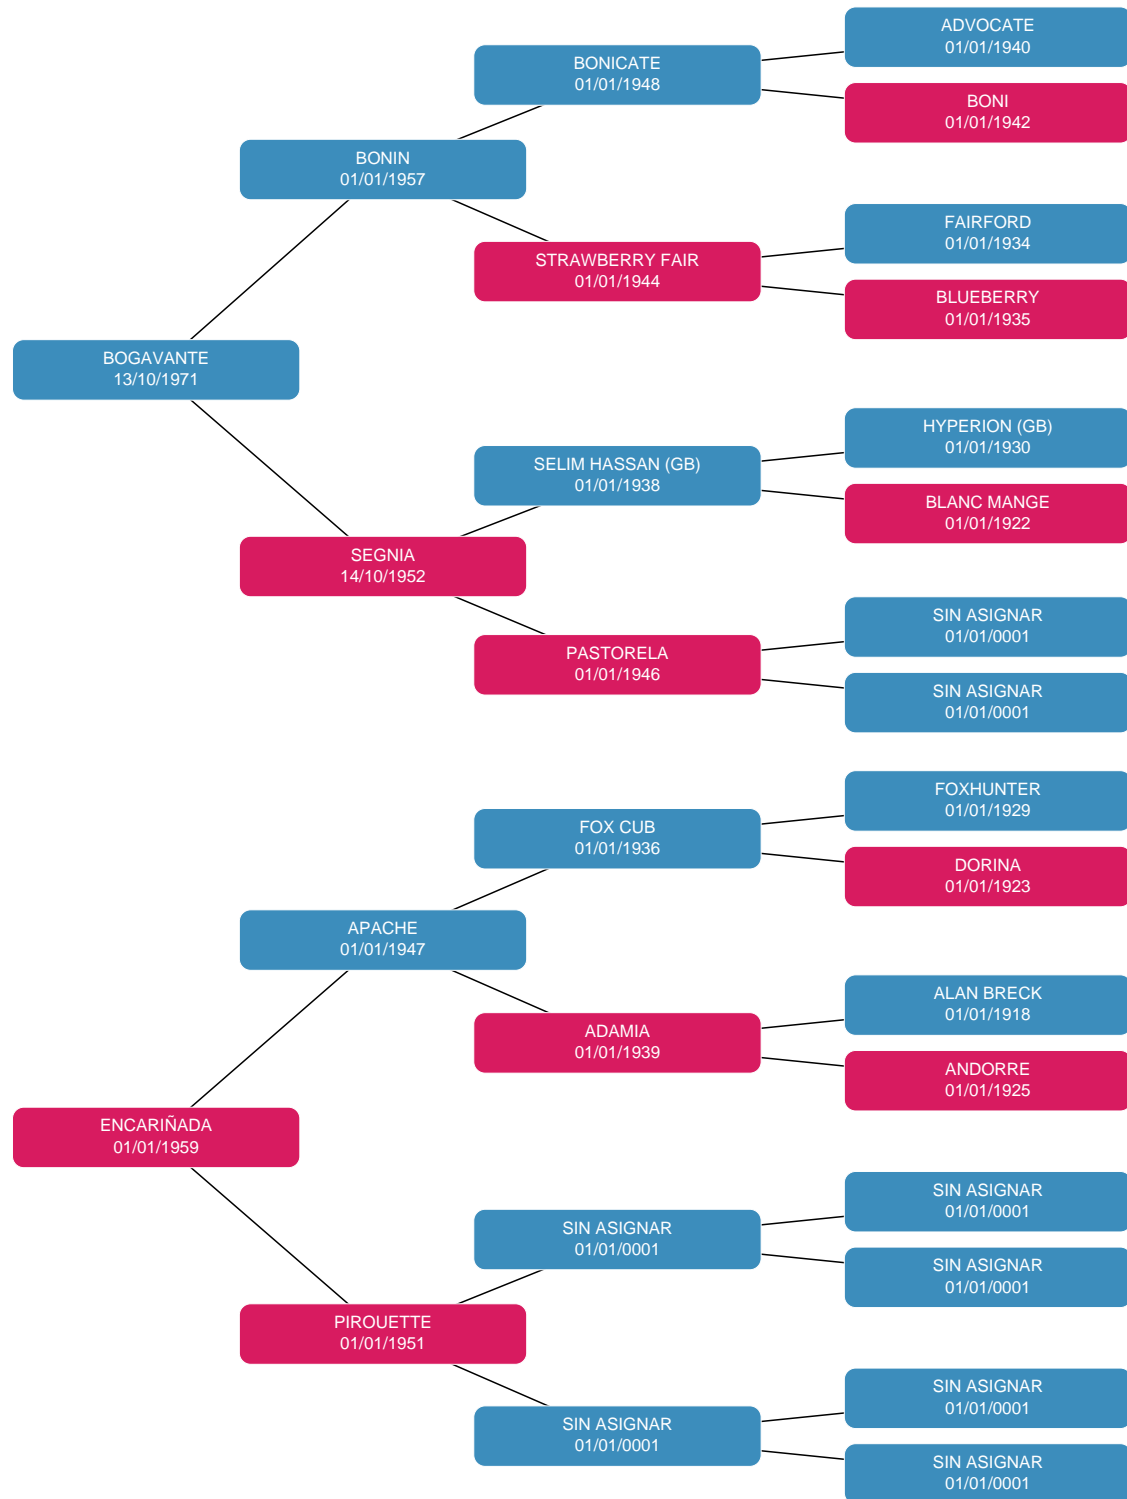 ADVOCATE
01/01/1940
BONICATE
01/01/1948
BONI
01/01/1942
BONIN
01/01/1957
FAIRFORD
01/01/1934
STRAWBERRY FAIR
01/01/1944
BLUEBERRY
01/01/1935
BOGAVANTE
13/10/1971
HYPERION (GB)
01/01/1930
SELIM HASSAN (GB)
01/01/1938
BLANC MANGE
01/01/1922
SEGNIA
14/10/1952
SIN ASIGNAR
01/01/0001
PASTORELA
01/01/1946
SIN ASIGNAR
01/01/0001
FOXHUNTER
01/01/1929
FOX CUB
01/01/1936
DORINA
01/01/1923
APACHE
01/01/1947
ALAN BRECK
01/01/1918
ADAMIA
01/01/1939
ANDORRE
01/01/1925
ENCARIÑADA
01/01/1959
SIN ASIGNAR
01/01/0001
SIN ASIGNAR
01/01/0001
SIN ASIGNAR
01/01/0001
PIROUETTE
01/01/1951
SIN ASIGNAR
01/01/0001
SIN ASIGNAR
01/01/0001
SIN ASIGNAR
01/01/0001